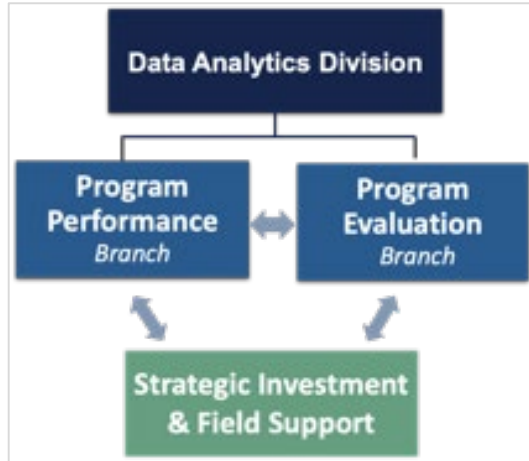 Data Analytics Division
Program
Performance
Branch
Program
Evaluation
Branch
Strategic Investment
& Field Support